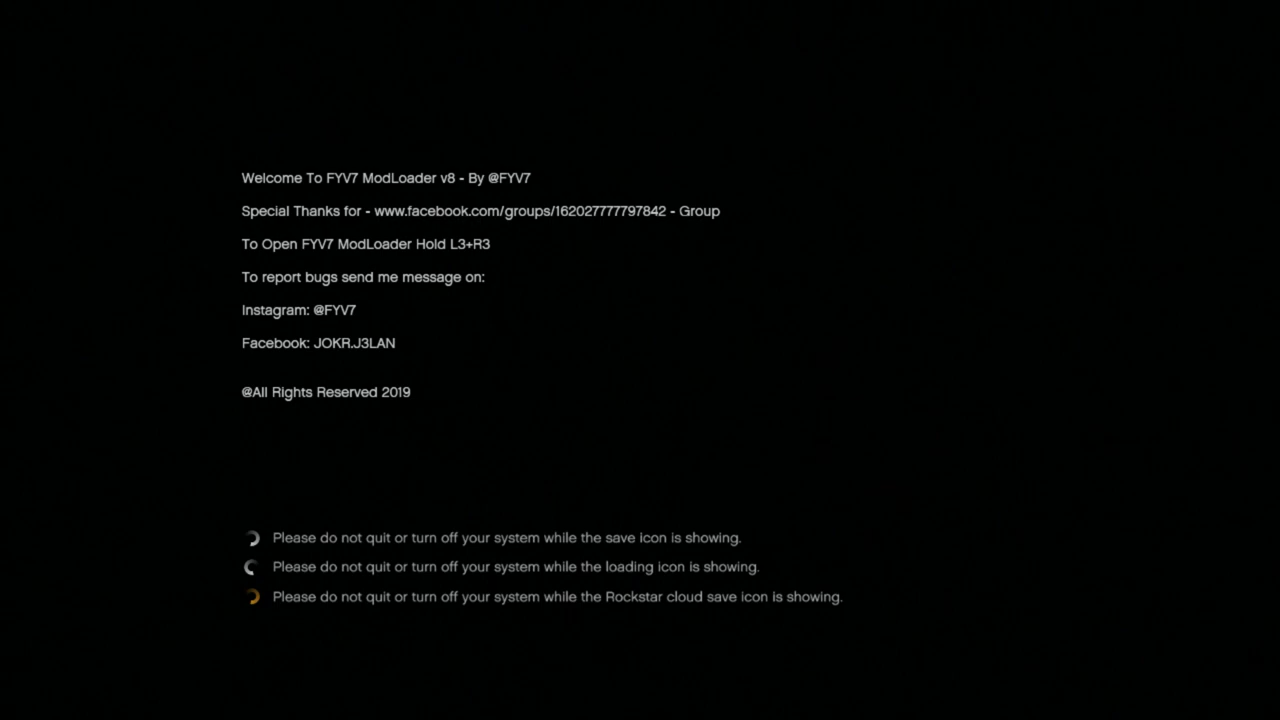 Welcome To FYV7 ModLoader v8 - By @FYV7
Special Thanks for - www.facebook.com/groups/162027777797842 - Group
To Open FYV7 ModLoader Hold L3+R3
To report bugs send me message on:
Instagram: @FYV7
Facebook: JOKR.J3LAN
@All Rights Reserved 2019
Please do not quit or turn off your system while the save icon is showing.
Please do not quit or turn off your system while the loading icon is showing.
Please do not quit or turn off your system while the Rockstar cloud save icon is showing.